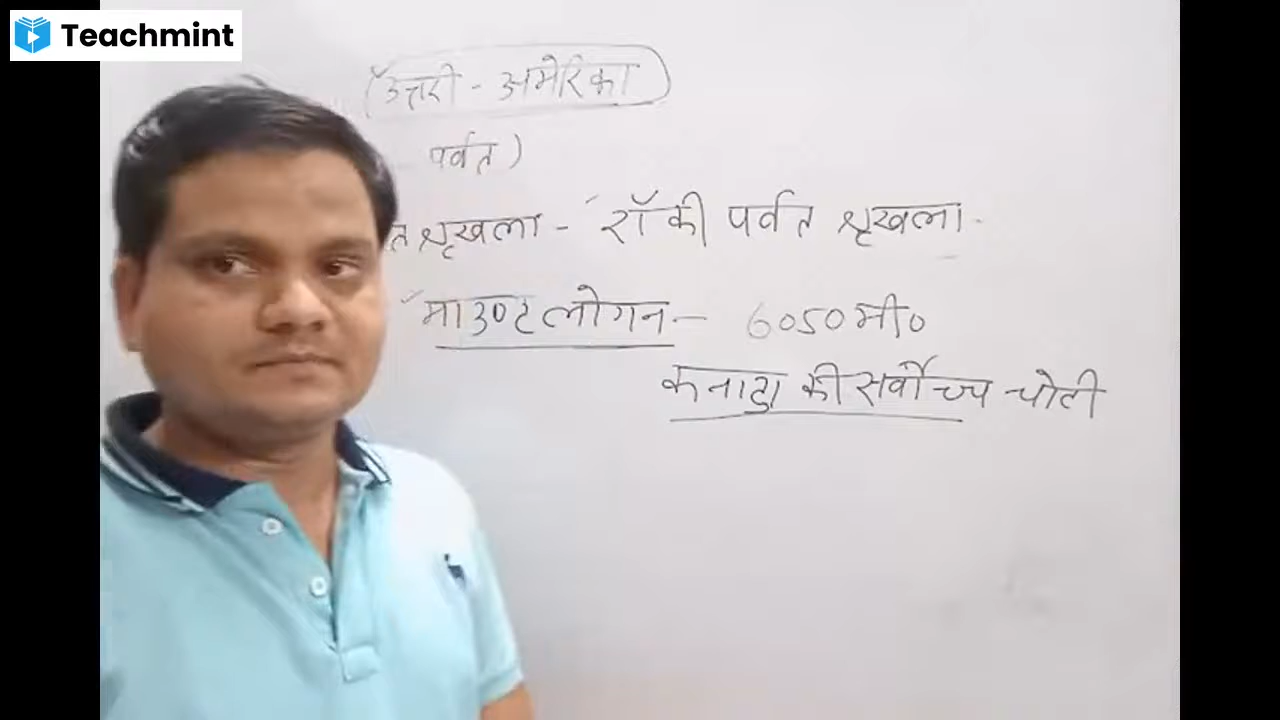 Teachmint
(उत्तरी - अमेरिका)
पर्वत)
त श्रृखला - रॉकी पर्वत श्रृखला -
माउण्ट लोगन - 6050 मी०
कनाडा की सर्वोच्च चोटी